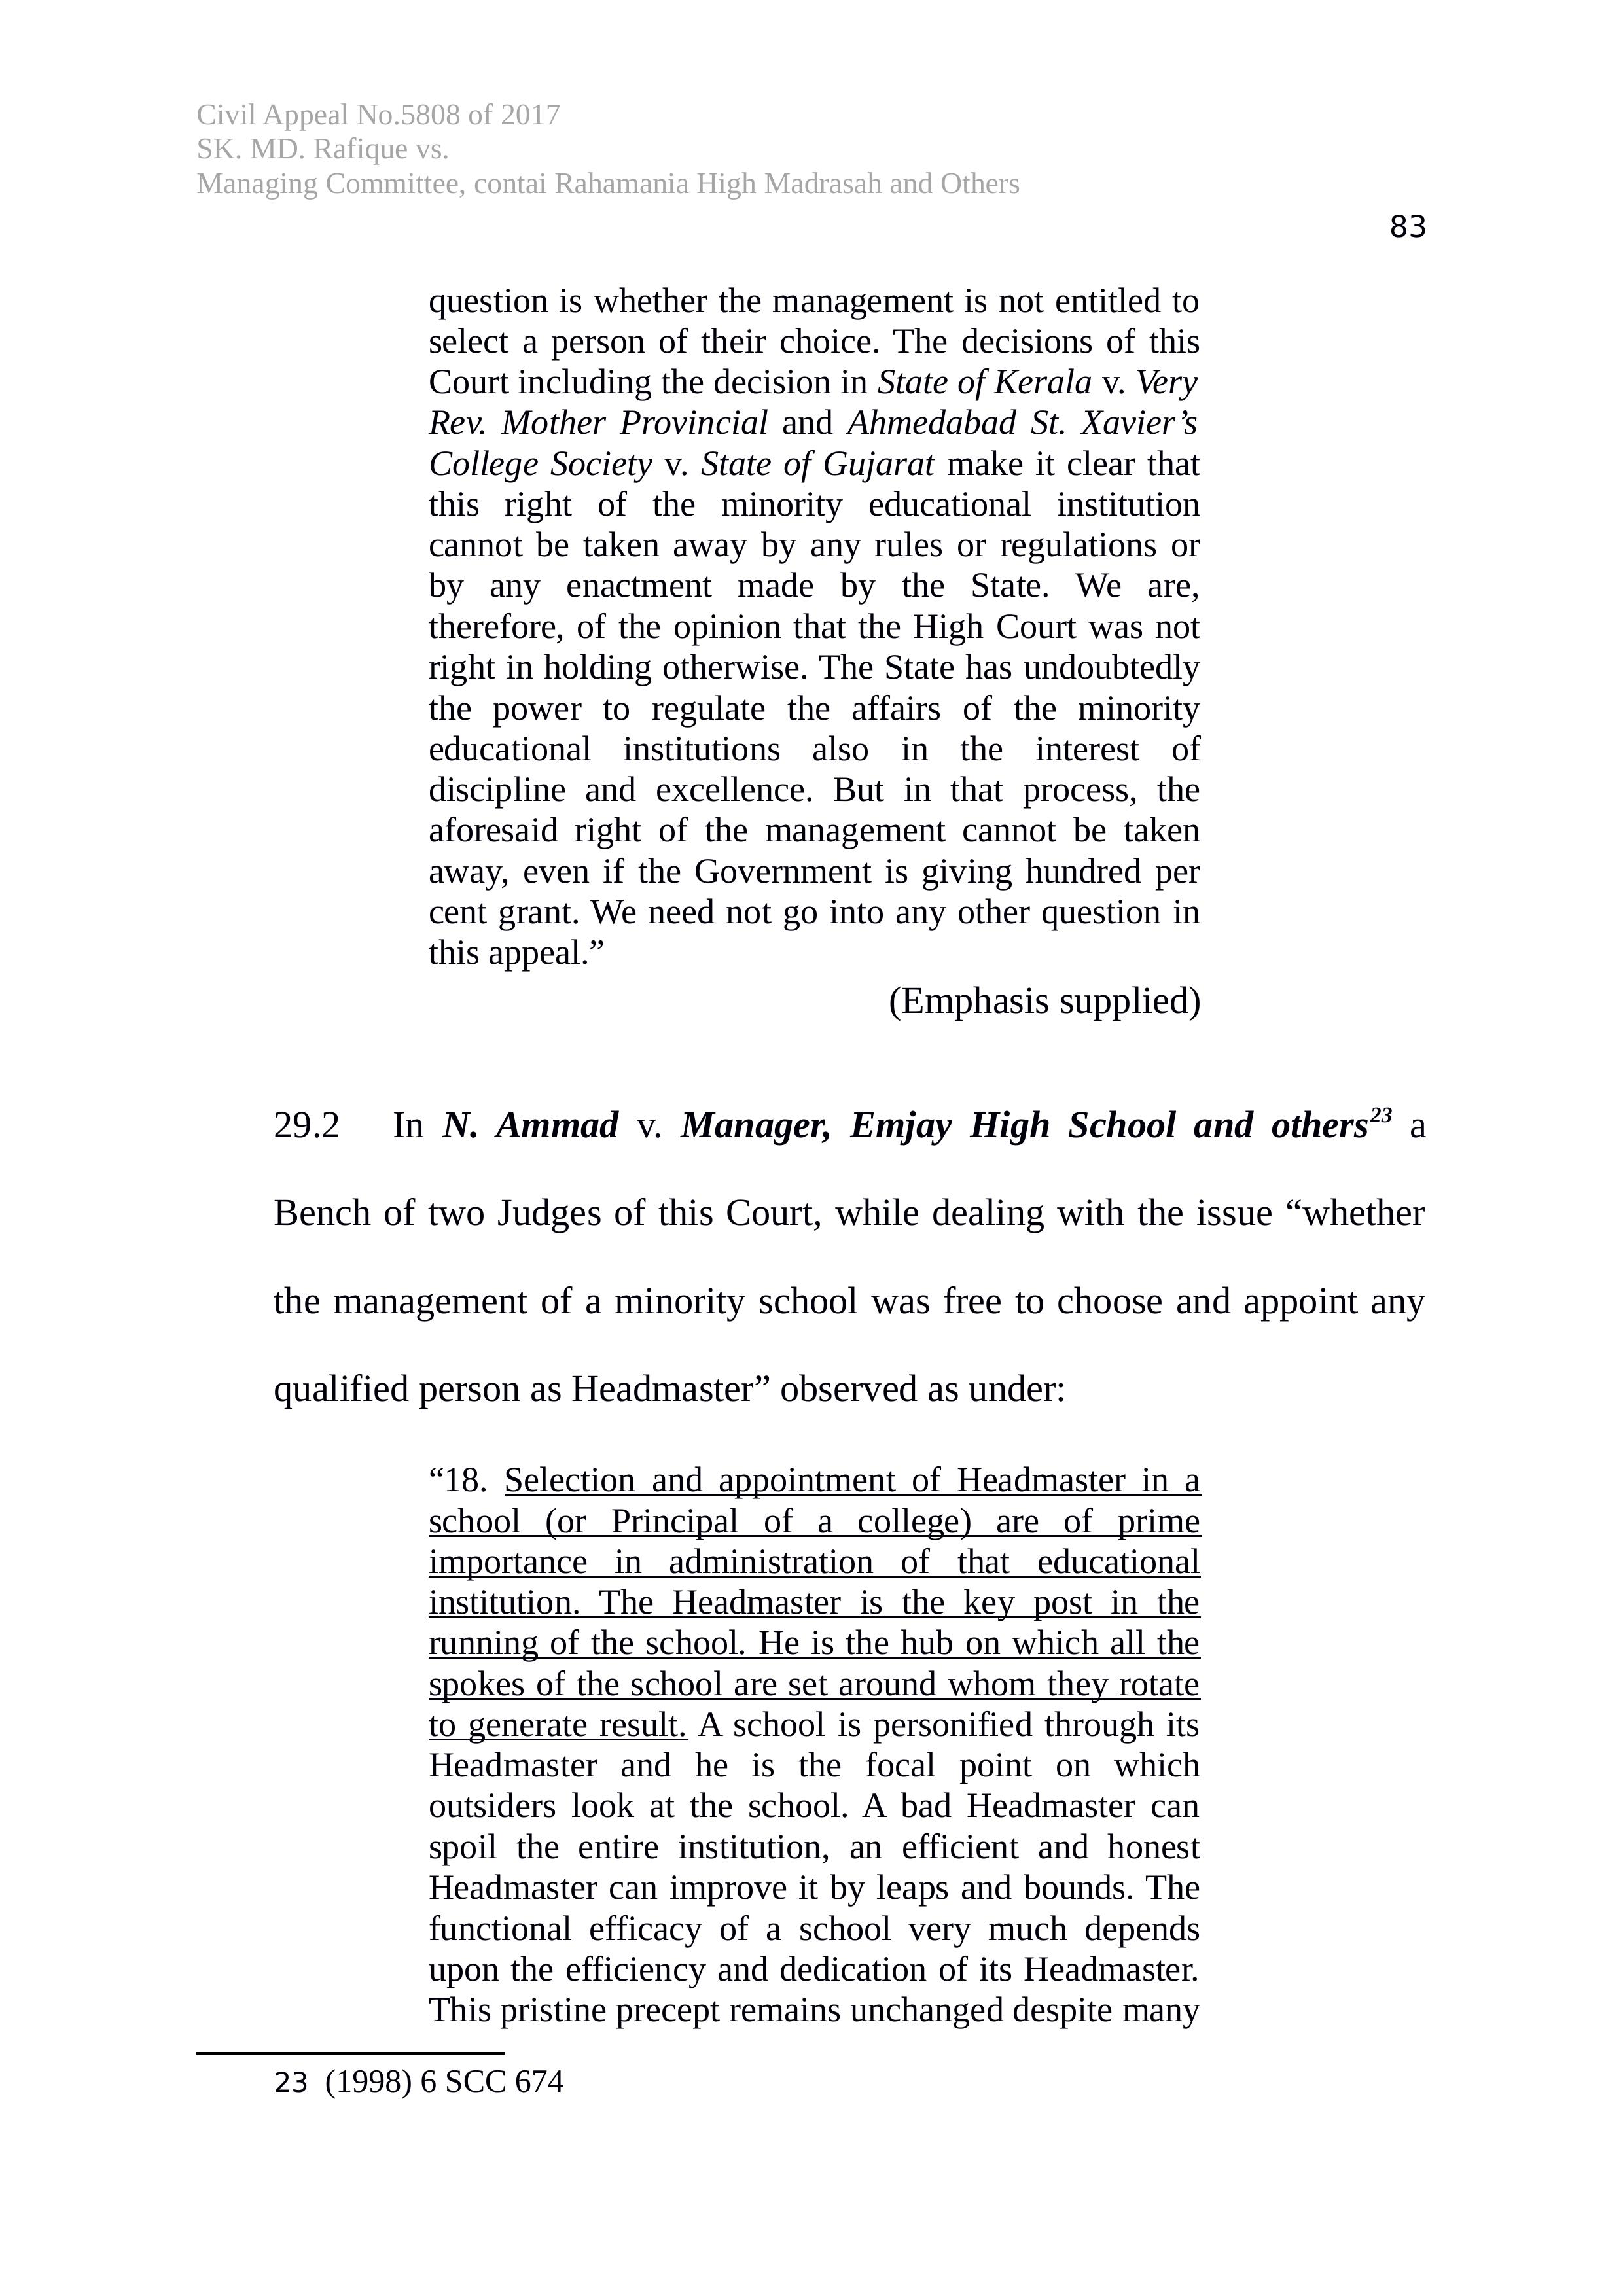 Civil Appeal No.5808 of 2017
SK. MD. Rafique vs.
Managing Committee, contai Rahamania High Madrasah and Others
83
question is whether the management is not entitled to
select a person of their choice. The decisions of this
Court including the decision in State of Kerala v. Very
Rev. Mother Provincial and Ahmedabad St. Xavier’s
College Society v. State of Gujarat make it clear that
this right of the minority educational institution
cannot be taken away by any rules or regulations or
by any enactment made by the State. We are,
therefore, of the opinion that the High Court was not
right in holding otherwise. The State has undoubtedly
the power to regulate the affairs of the minority
educational institutions also in the interest of
discipline and excellence. But in that process, the
aforesaid right of the management cannot be taken
away, even if the Government is giving hundred per
cent grant. We need not go into any other question in
this appeal.”
(Emphasis supplied)
29.2 In N. Ammad v. Manager, Emjay High School and others23 a
Bench of two Judges of this Court, while dealing with the issue “whether
the management of a minority school was free to choose and appoint any
qualified person as Headmaster” observed as under:
“18. Selection and appointment of Headmaster in a
school (or Principal of a college) are of prime
importance in administration of that educational
institution. The Headmaster is the key post in the
running of the school. He is the hub on which all the
spokes of the school are set around whom they rotate
to generate result. A school is personified through its
Headmaster and he is the focal point on which
outsiders look at the school. A bad Headmaster can
spoil the entire institution, an efficient and honest
Headmaster can improve it by leaps and bounds. The
functional efficacy of a school very much depends
upon the efficiency and dedication of its Headmaster.
This pristine precept remains unchanged despite many
23 (1998) 6 SCC 674